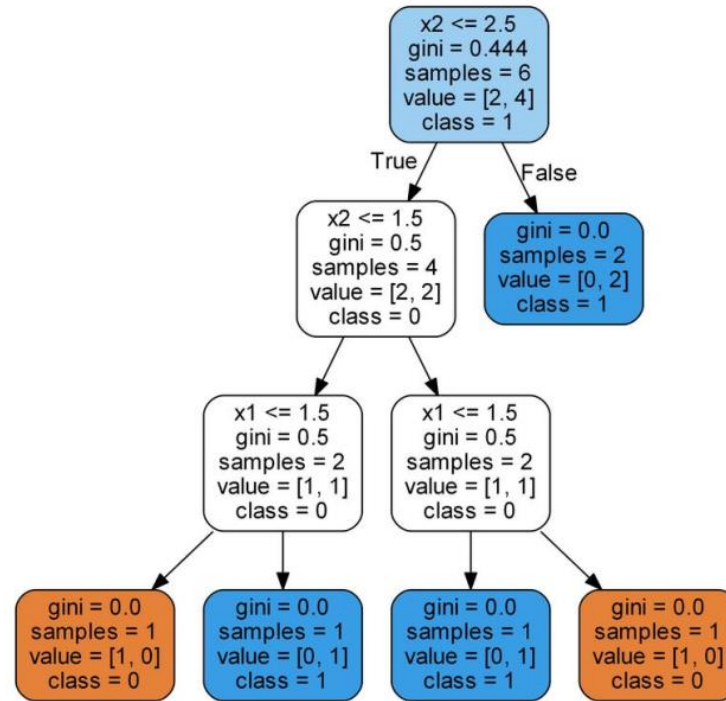 x2 <= 2.5
gini = 0.444
samples = 6
value = [2, 4]
class = 1
True
False
x2 <= 1.5
gini = 0.5
samples = 4
value = [2, 2]
class = 0
gini = 0.0
samples = 2
value = [0, 2]
class = 1
x1 <= 1.5
gini = 0.5
samples = 2
value = [1, 1]
class = 0
x1 <= 1.5
gini = 0.5
samples = 2
value = [1, 1]
class = 0
gini = 0.0
samples = 1
value = [1, 0]
class = 0
gini = 0.0
samples = 1
value = [0, 1]
class = 1
gini = 0.0
samples = 1
value = [0, 1]
class = 1
gini = 0.0
samples = 1
value = [1, 0]
class = 0